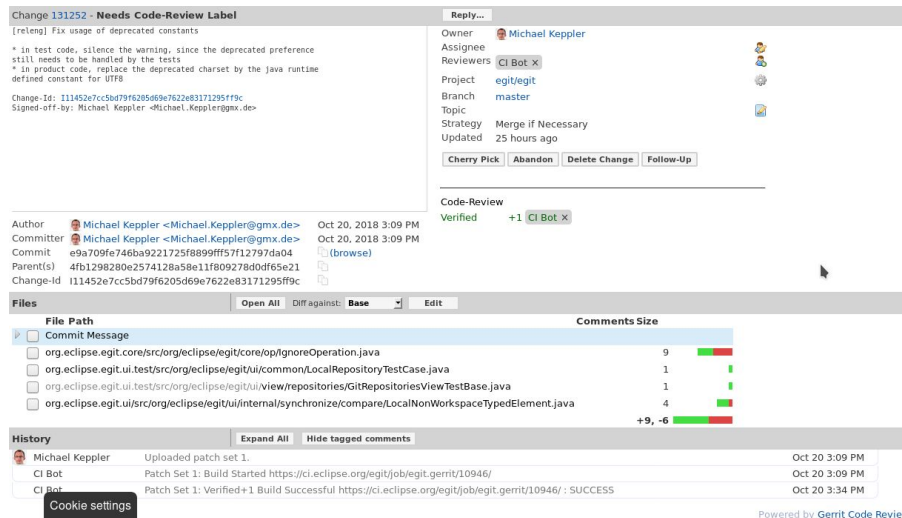 Change 131252 - Needs Code-Review Label
Reply...
[releng] Fix usage of deprecated constants
* in test code, silence the warning, since the deprecated preference
still needs to be handled by the tests
* in product code, replace the deprecated charset by the java runtime
defined constant for UTF8
Change-Id: I11452e7cc5bd79f6205d69e7622e83171295ff9c
Signed-off-by: Michael Keppler <Michael.Keppler@gmx.de>
Owner Michael Keppler
Assignee
Reviewers CI Bot ×
Project egit/egit
Branch master
Topic
Strategy Merge if Necessary
Updated 25 hours ago
Cherry Pick Abandon Delete Change Follow-Up
Code-Review
Verified +1 CI Bot ×
Author Michael Keppler <Michael.Keppler@gmx.de> Oct 20, 2018 3:09 PM
Committer Michael Keppler <Michael.Keppler@gmx.de> Oct 20, 2018 3:09 PM
Commit e9a709fe746ba9221725f8899fff57f12797da04 (browse)
Parent(s) 4fb1298280e2574128a58e11f809278d0df65e21
Change-Id I11452e7cc5bd79f6205d69e7622e83171295ff9c
Files Open All Diff against: Base Edit
File Path Comments Size
Commit Message
org.eclipse.egit.core/src/org/eclipse/egit/core/op/IgnoreOperation.java 9
org.eclipse.egit.ui.test/src/org/eclipse/egit/ui/common/LocalRepositoryTestCase.java 1
org.eclipse.egit.ui.test/src/org/eclipse/egit/ui/view/repositories/GitRepositoriesViewTestBase.java 1
org.eclipse.egit.ui/src/org/eclipse/egit/ui/internal/synchronize/compare/LocalNonWorkspaceTypedElement.java 4
+9, -6
History Expand All Hide tagged comments
Michael Keppler Uploaded patch set 1. Oct 20 3:09 PM
CI Bot Patch Set 1: Build Started https://ci.eclipse.org/egit/job/egit.gerrit/10946/ Oct 20 3:09 PM
CI Bot Patch Set 1: Verified+1 Build Successful https://ci.eclipse.org/egit/job/egit.gerrit/10946/ : SUCCESS Oct 20 3:34 PM
Cookie settings
Powered by Gerrit Code Revie